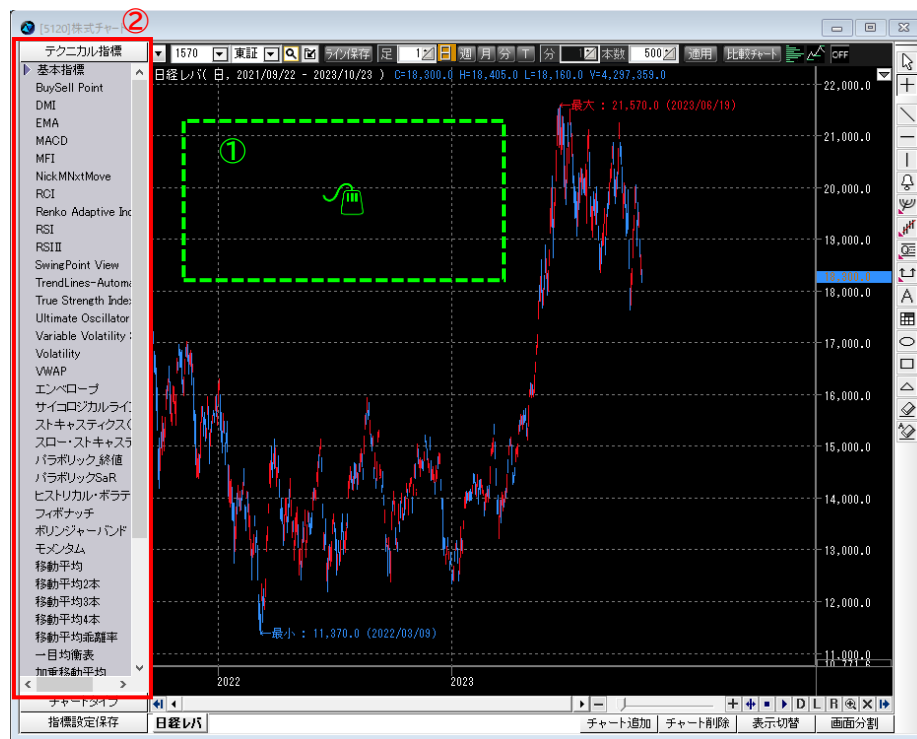 [5120]株式チャート
②
テクニカル指標
1570 東証 ライン保存 足 1 日 週 月 分 T 分 1 本数 500 適用 比較チャート OFF
日経レバ( 日, 2021/09/22 - 2023/10/23 ) C=18,300.0 H=18,405.0 L=18,160.0 V=4,297,359.0
基本指標
BuySell Point
DMI
EMA
MACD
MFI
NickMNxtMove
RCI
Renko Adaptive Inc
RSI
RSIⅡ
SwingPoint View
TrendLines-Automa
True Strength Index
Ultimate Oscillator
Variable Volatility
Volatility
VWAP
エンベロープ
サイコロジカルライ
ストキャスティクス(
スロー・ストキャステ
パラボリック_終値
パラボリックSaR
ヒストリカル・ボラテ
フィボナッチ
ボリンジャーバンド
モメンタム
移動平均
移動平均2本
移動平均3本
移動平均4本
移動平均乖離率
一目均衡表
加重移動平均
チャートタイプ
指標設定保存
①
←最大 : 21,570.0 (2023/06/19)
←最小 : 11,370.0 (2022/03/09)
22,000.0
21,000.0
20,000.0
19,000.0
18,000.0
17,000.0
16,000.0
15,000.0
14,000.0
13,000.0
12,000.0
11,000.0
10,771.6
2022 2023
A
D L R
日経レバ チャート追加 チャート削除 表示切替 画面分割